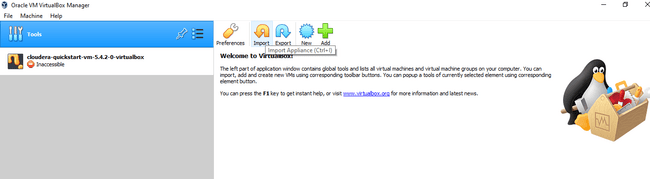 Oracle VM VirtualBox Manager
File Machine Help
Tools
Preferences Import Export New Add
Import Appliance (Ctrl+I)
cloudera-quickstart-vm-5.4.2-0-virtualbox
Inaccessible
Welcome to VirtualBox!
The left part of application window contains global tools and lists all virtual machines and virtual machine groups on your computer. You can
import, add and create new VMs using corresponding toolbar buttons. You can popup a tools of currently selected element using corresponding
element button.
You can press the F1 key to get instant help, or visit www.virtualbox.org for more information and latest news.